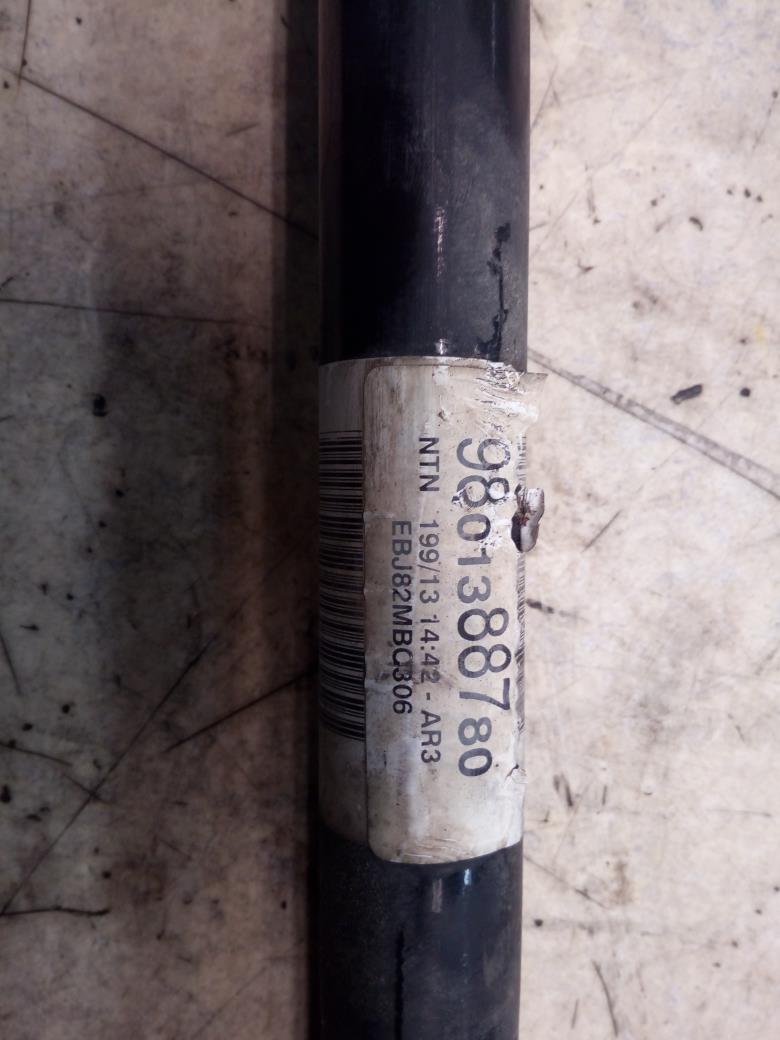 9801388780
NTN 199/13 14:42 - AR3
EBJ82MBC306